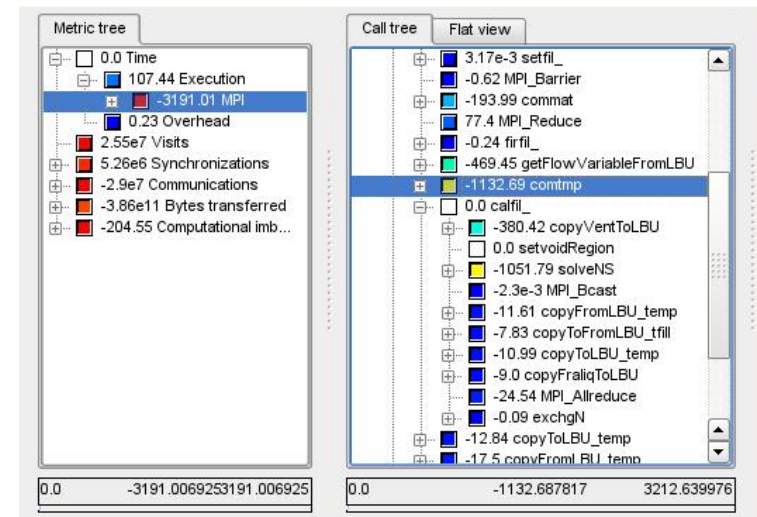 Metric tree
0.0 Time
107.44 Execution
-3191.01 MPI
0.23 Overhead
2.55e7 Visits
5.26e6 Synchronizations
-2.9e7 Communications
-3.86e11 Bytes transferred
-204.55 Computational imb...
0.0 -3191.0069253191.006925
Call tree Flat view
3.17e-3 setfil_
-0.62 MPI_Barrier
-193.99 commat
77.4 MPI_Reduce
-0.24 firfil_
-469.45 getFlowVariableFromLBU
-1132.69 comtmp
0.0 calfil_
-380.42 copyVentToLBU
0.0 setvoidRegion
-1051.79 solveNS
-2.3e-3 MPI_Bcast
-11.61 copyFromLBU_temp
-7.83 copyToFromLBU_tfill
-10.99 copyToLBU_temp
-9.0 copyFraliqToLBU
-24.54 MPI_Allreduce
-0.09 exchgN
-12.84 copyToLBU_temp
-17.5 copyFromLBU_temp
0.0 -1132.687817 3212.639976